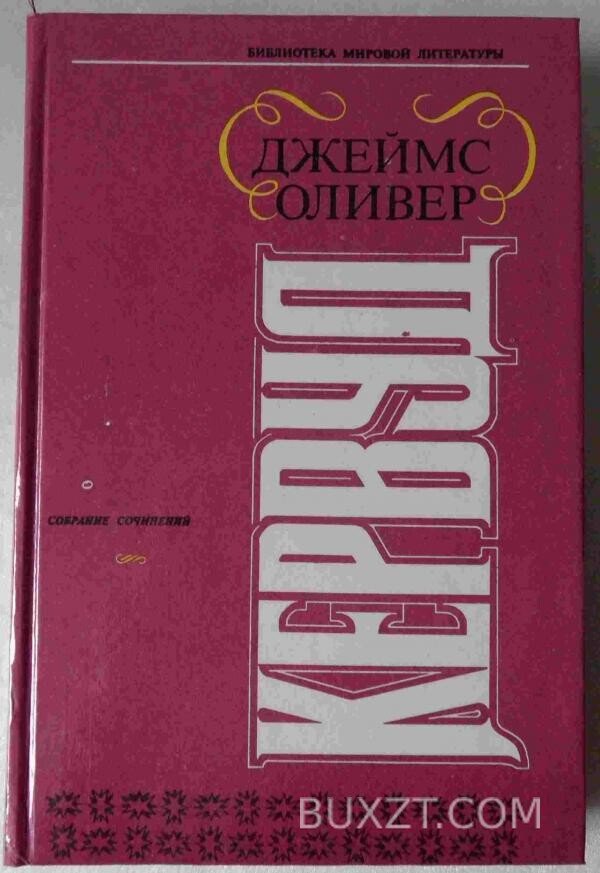 БИБЛИОТЕКА МИРОВОЙ ЛИТЕРАТУРЫ
ДЖЕЙМС
ОЛИВЕР
КЕРВУД
СОБРАНИЕ СОЧИНЕНИЙ
BUXZT.COM